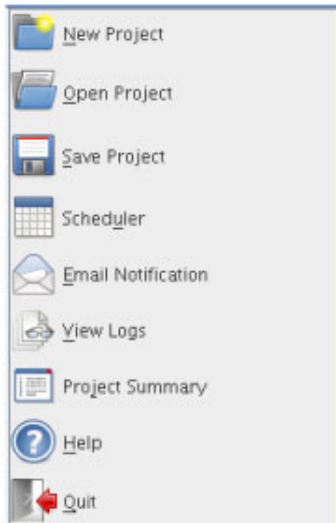 New Project
Open Project
Save Project
Scheduler
Email Notification
View Logs
Project Summary
Help
Quit